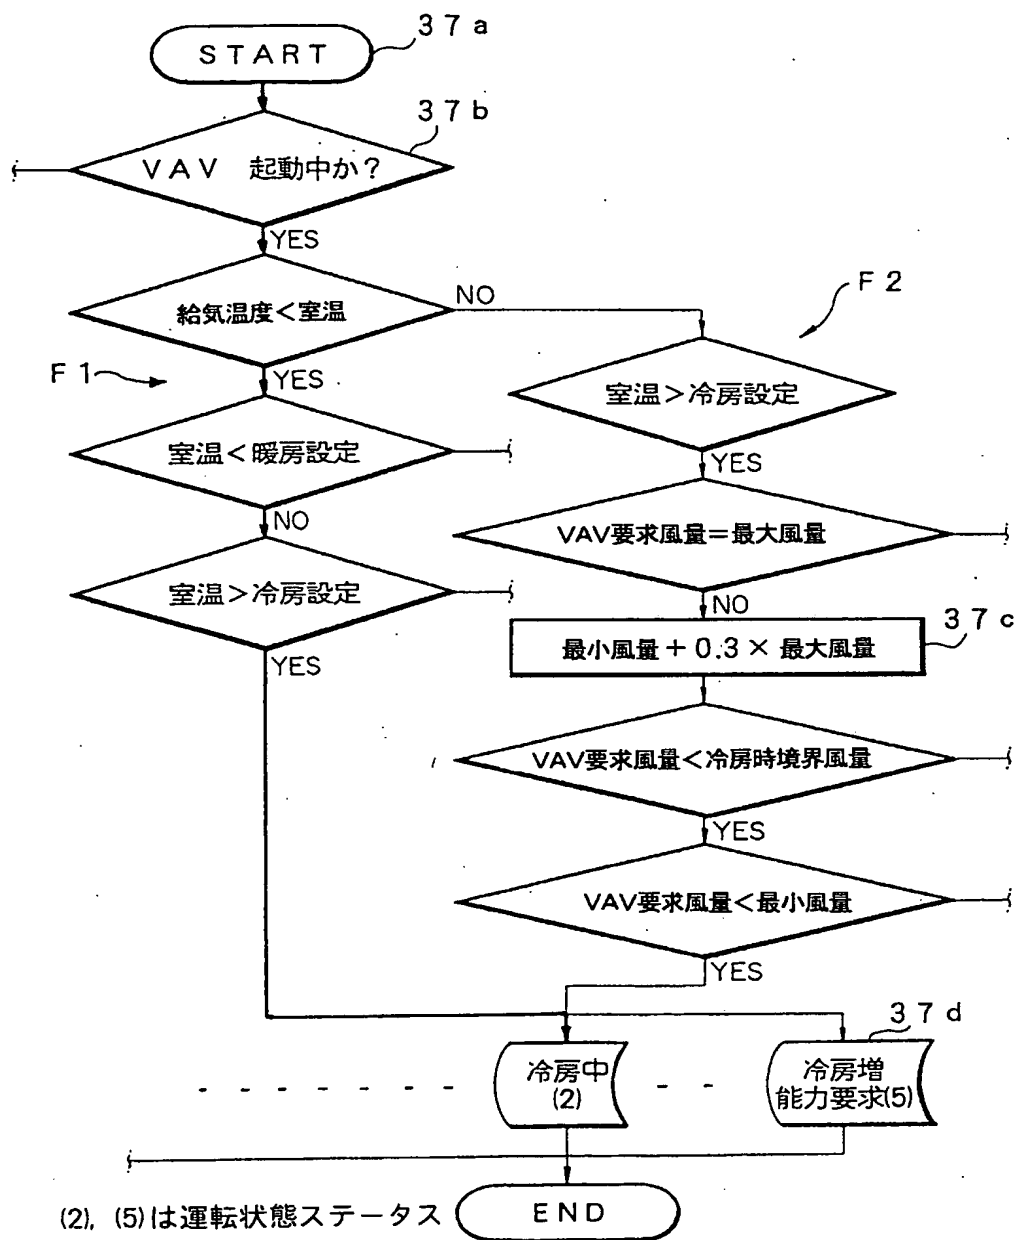 37a
START
37b
VAV 起動中か?
YES
給気温度<室温
NO
F2
F1
YES
室温>冷房設定
室温<暖房設定
YES
NO
VAV要求風量=最大風量
室温>冷房設定
NO
37c
最小風量+0.3× 最大風量
YES
VAV要求風量<冷房時境界風量
YES
VAV要求風量<最小風量
YES
37d
冷房中
(2)
冷房増
能力要求(5)
(2), (5)は運転状態ステータス
END